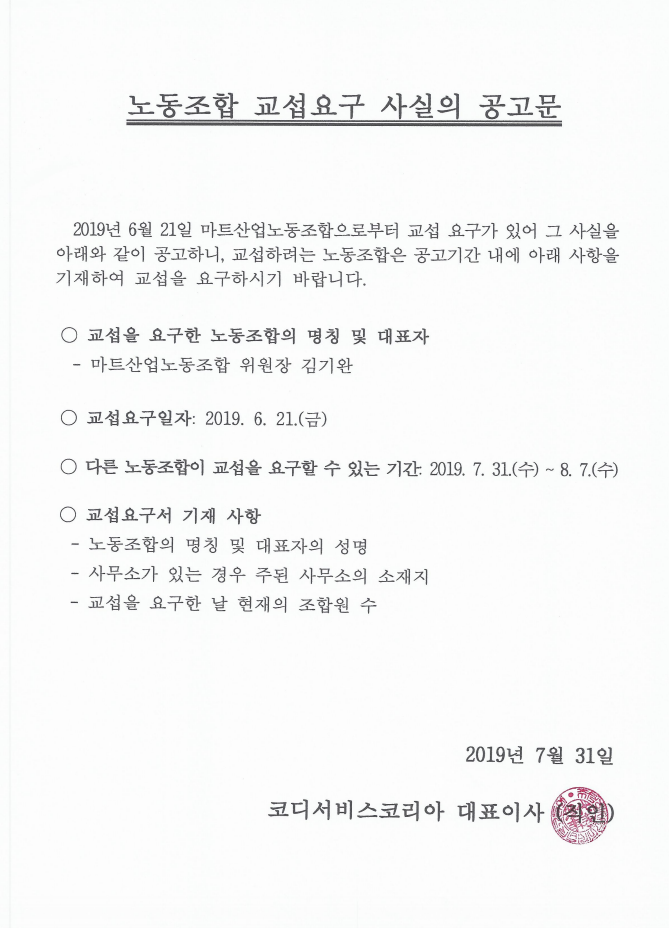 노동조합 교섭요구 사실의 공고문
2019년 6월 21일 마트산업노동조합으로부터 교섭 요구가 있어 그 사실을
아래와 같이 공고하니, 교섭하려는 노동조합은 공고기간 내에 아래 사항을
기재하여 교섭을 요구하시기 바랍니다.
○ 교섭을 요구한 노동조합의 명칭 및 대표자
- 마트산업노동조합 위원장 김기완
○ 교섭요구일자: 2019. 6. 21.(금)
○ 다른 노동조합이 교섭을 요구할 수 있는 기간: 2019. 7. 31.(수) ~ 8. 7.(수)
○ 교섭요구서 기재 사항
- 노동조합의 명칭 및 대표자의 성명
- 사무소가 있는 경우 주된 사무소의 소재지
- 교섭을 요구한 날 현재의 조합원 수
2019년 7월 31일
코디서비스코리아 대표이사 (직인)